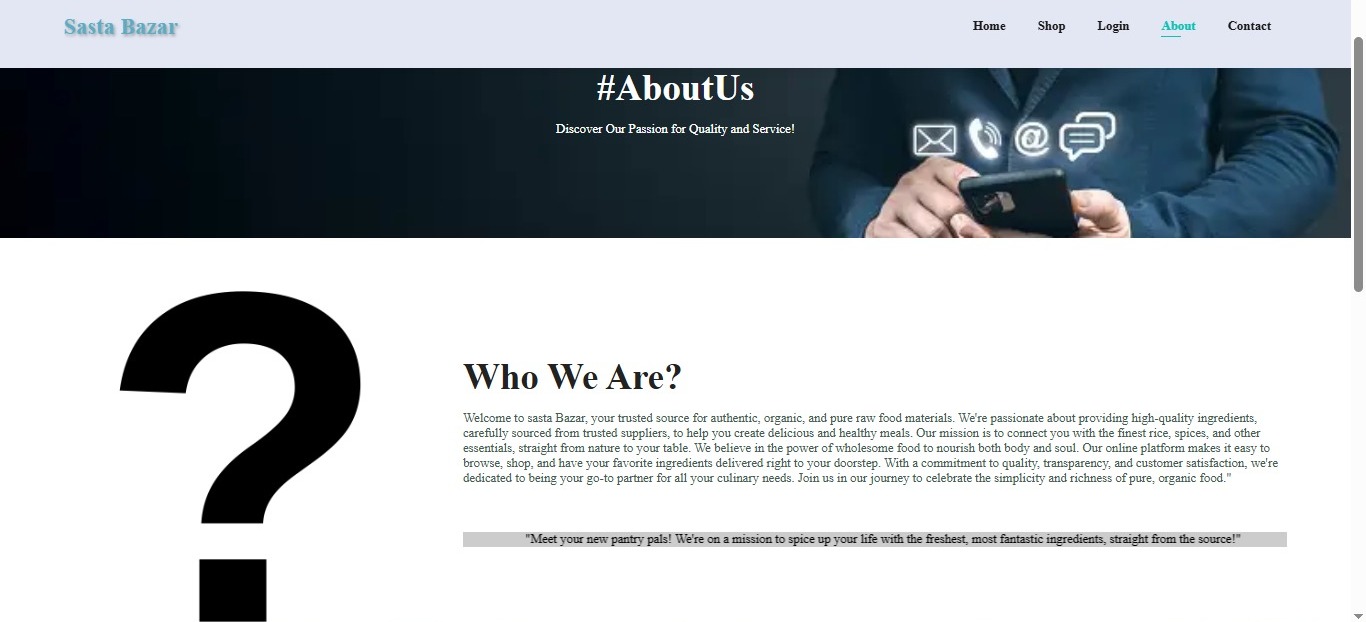 Sasta Bazar
Home Shop Login About Contact
#AboutUs
Discover Our Passion for Quality and Service!
@
?
Who We Are?
Welcome to sasta Bazar, your trusted source for authentic, organic, and pure raw food materials. We're passionate about providing high-quality ingredients,
carefully sourced from trusted suppliers, to help you create delicious and healthy meals. Our mission is to connect you with the finest rice, spices, and other
essentials, straight from nature to your table. We believe in the power of wholesome food to nourish both body and soul. Our online platform makes it easy to
browse, shop, and have your favorite ingredients delivered right to your doorstep. With a commitment to quality, transparency, and customer satisfaction, we're
dedicated to being your go-to partner for all your culinary needs. Join us in our journey to celebrate the simplicity and richness of pure, organic food."
"Meet your new pantry pals! We're on a mission to spice up your life with the freshest, most fantastic ingredients, straight from the source!"